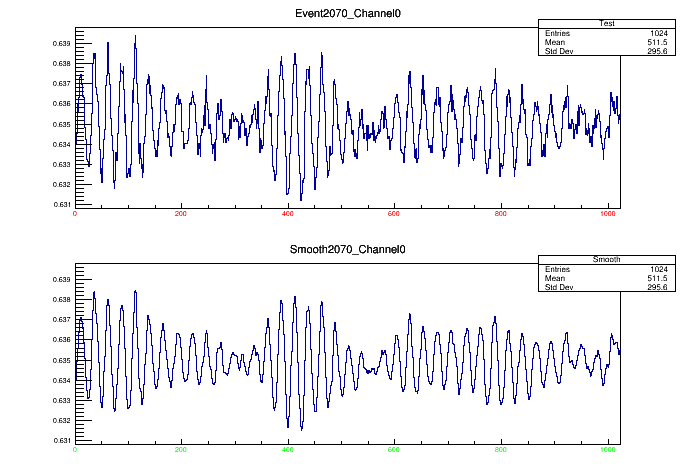 Event2070_Channel0
Test
Entries 1024
Mean 511.5
Std Dev 295.6
0.639
0.638
0.637
0.636
0.635
0.634
0.633
0.632
0.631
0 200 400 600 800 1000
Smooth2070_Channel0
Smooth
Entries 1024
Mean 511.5
Std Dev 295.6
0.639
0.638
0.637
0.636
0.635
0.634
0.633
0.632
0.631
0 200 400 600 800 1000